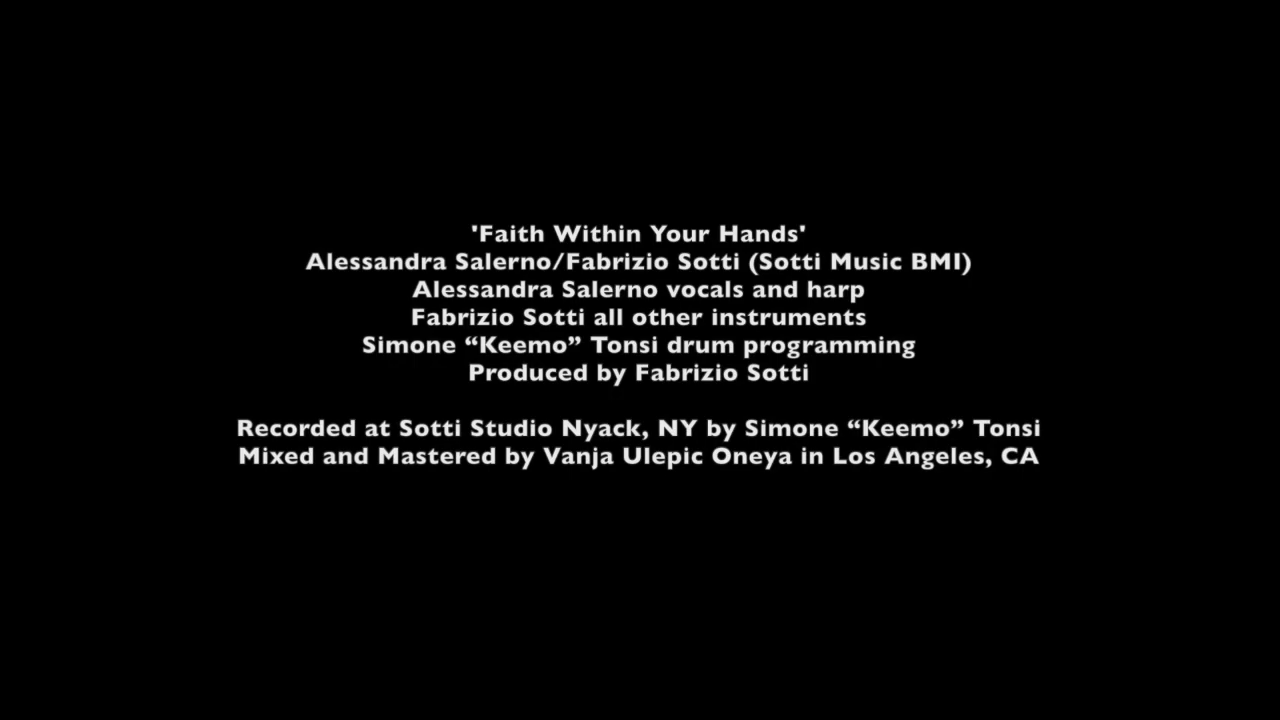 'Faith Within Your Hands'
Alessandra Salerno/Fabrizio Sotti (Sotti Music BMI)
Alessandra Salerno vocals and harp
Fabrizio Sotti all other instruments
Simone “Keemo” Tonsi drum programming
Produced by Fabrizio Sotti
Recorded at Sotti Studio Nyack, NY by Simone “Keemo” Tonsi
Mixed and Mastered by Vanja Ulepic Oneya in Los Angeles, CA